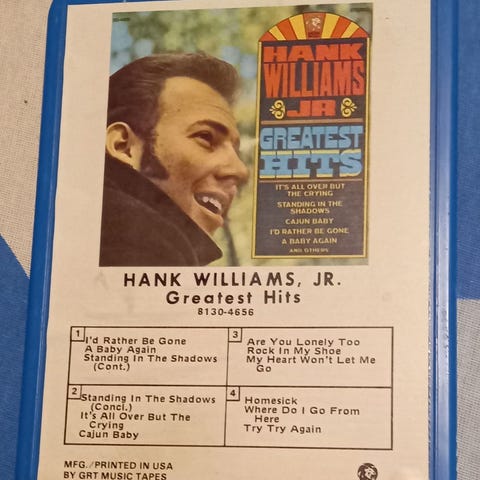 HANK
WILLIAMS
JR
GREATEST
HITS
IT'S ALL OVER BUT
THE CRYING
STANDING IN THE
SHADOWS
CAJUN BABY
I'D RATHER BE GONE
A BABY AGAIN
AND OTHERS
HANK WILLIAMS, JR.
Greatest Hits
8130-4656
1
I'd Rather Be Gone
A Baby Again
Standing In The Shadows
(Cont.)
2
Standing In The Shadows
(Concl.)
It's All Over But The
Crying
Cajun Baby
3
Are You Lonely Too
Rock In My Shoe
My Heart Won't Let Me
Go
4
Homesick
Where Do I Go From
Here
Try Try Again
MFG./PRINTED IN USA
BY GRT MUSIC TAPES